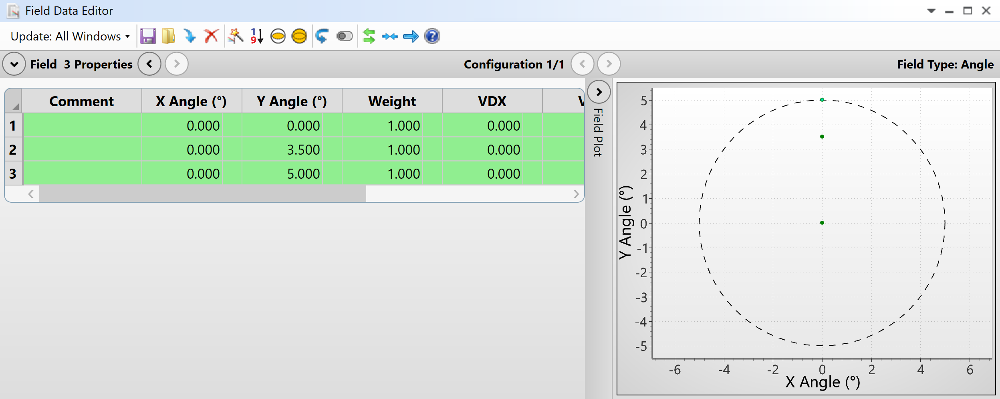 Field Data Editor
Update: All Windows
Field 3 Properties
Configuration 1/1
Field Type: Angle
Comment X Angle (°) Y Angle (°) Weight VDX V
1 0.000 0.000 1.000 0.000
2 0.000 3.500 1.000 0.000
3 0.000 5.000 1.000 0.000
Field Plot
Y Angle (°)
5
4
3
2
1
0
-1
-2
-3
-4
-5
-6 -4 -2 0 2 4 6
X Angle (°)